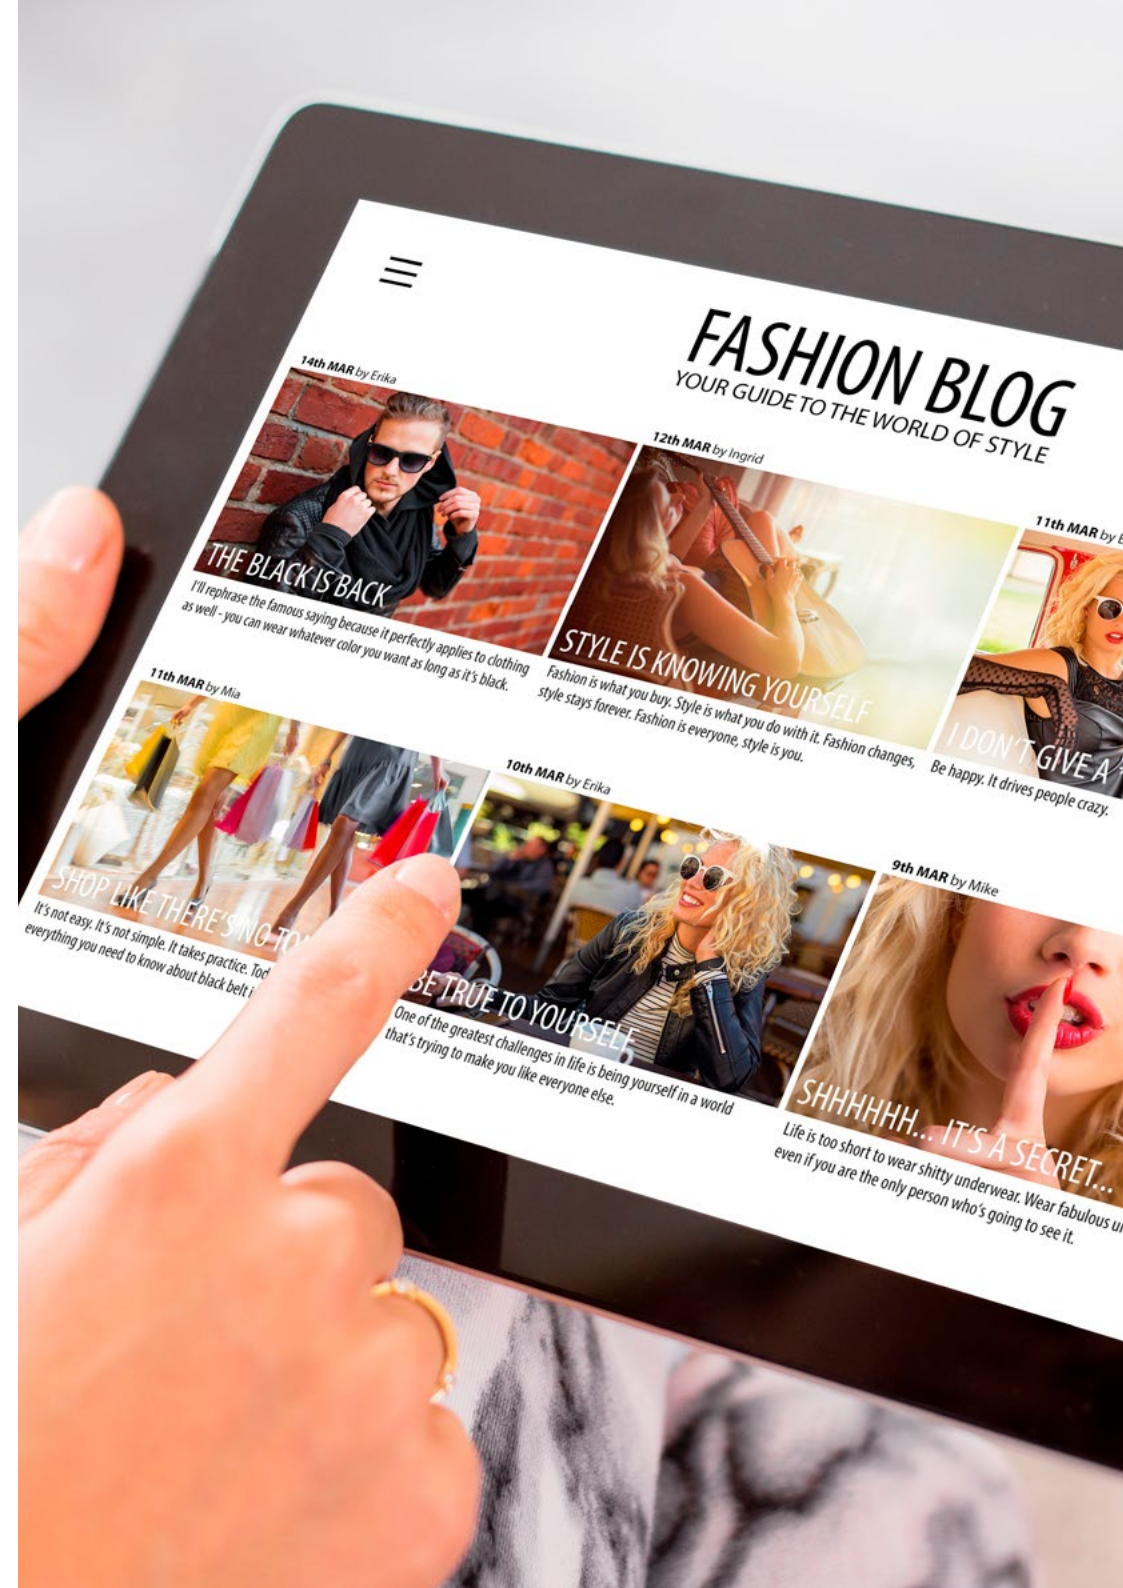 FASHION BLOG
YOUR GUIDE TO THE WORLD OF STYLE
14th MAR by Erika
THE BLACK IS BACK
I'll rephrase the famous saying because it perfectly applies to clothing
as well - you can wear whatever color you want as long as it's black.
12th MAR by Ingrid
STYLE IS KNOWING YOURSELF
Fashion is what you buy. Style is what you do with it. Fashion changes,
style stays forever. Fashion is everyone, style is you.
11th MAR by
I DON'T GIVE A
Be happy. It drives people crazy.
11th MAR by Mia
SHOP LIKE THERE'S NO
It's not easy. It's not simple. It takes practice.
everything you need to know about black belt
10th MAR by Erika
BE TRUE TO YOURSELF
One of the greatest challenges in life is being yourself in a world
that's trying to make you like everyone else.
9th MAR by Mike
SHHHHHH... IT'S A SECRET...
Life is too short to wear shitty underwear. Wear fabulous
even if you are the only person who's going to see it.